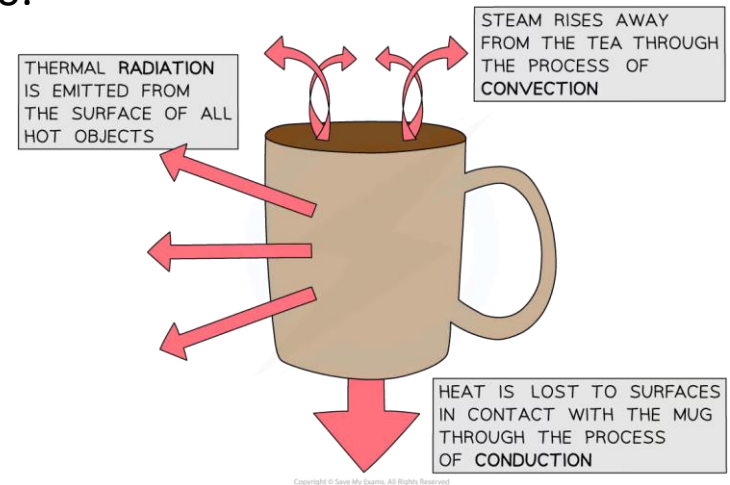 THERMAL RADIATION
IS EMITTED FROM
THE SURFACE OF ALL
HOT OBJECTS
STEAM RISES AWAY
FROM THE TEA THROUGH
THE PROCESS OF
CONVECTION
HEAT IS LOST TO SURFACES
IN CONTACT WITH THE MUG
THROUGH THE PROCESS
OF CONDUCTION
Copyright © Save My Exams. All Rights Reserved